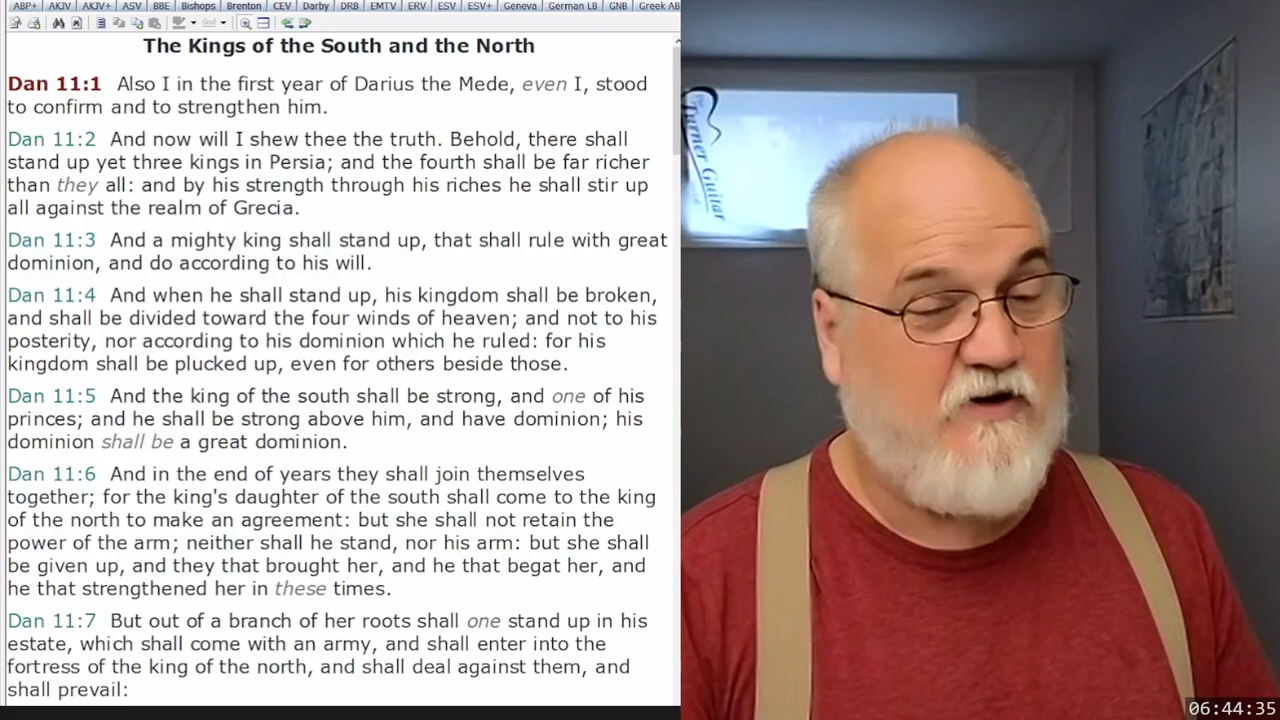 ABP+ AKJV AKJV+ ASV BBE Bishops Brenton CEV Darby DRB EMTV ERV ESV ESV+ Geneva German LB GNB Greek AB
The Kings of the South and the North
Dan 11:1 Also I in the first year of Darius the Mede, even I, stood
to confirm and to strengthen him.
Dan 11:2 And now will I shew thee the truth. Behold, there shall
stand up yet three kings in Persia; and the fourth shall be far richer
than they all: and by his strength through his riches he shall stir up
all against the realm of Grecia.
Dan 11:3 And a mighty king shall stand up, that shall rule with great
dominion, and do according to his will.
Dan 11:4 And when he shall stand up, his kingdom shall be broken,
and shall be divided toward the four winds of heaven; and not to his
posterity, nor according to his dominion which he ruled: for his
kingdom shall be plucked up, even for others beside those.
Dan 11:5 And the king of the south shall be strong, and one of his
princes; and he shall be strong above him, and have dominion; his
dominion shall be a great dominion.
Dan 11:6 And in the end of years they shall join themselves
together; for the king's daughter of the south shall come to the king
of the north to make an agreement: but she shall not retain the
power of the arm; neither shall he stand, nor his arm: but she shall
be given up, and they that brought her, and he that begat her, and
he that strengthened her in these times.
Dan 11:7 But out of a branch of her roots shall one stand up in his
estate, which shall come with an army, and shall enter into the
fortress of the king of the north, and shall deal against them, and
shall prevail:
Turner Guitar
06:44:35